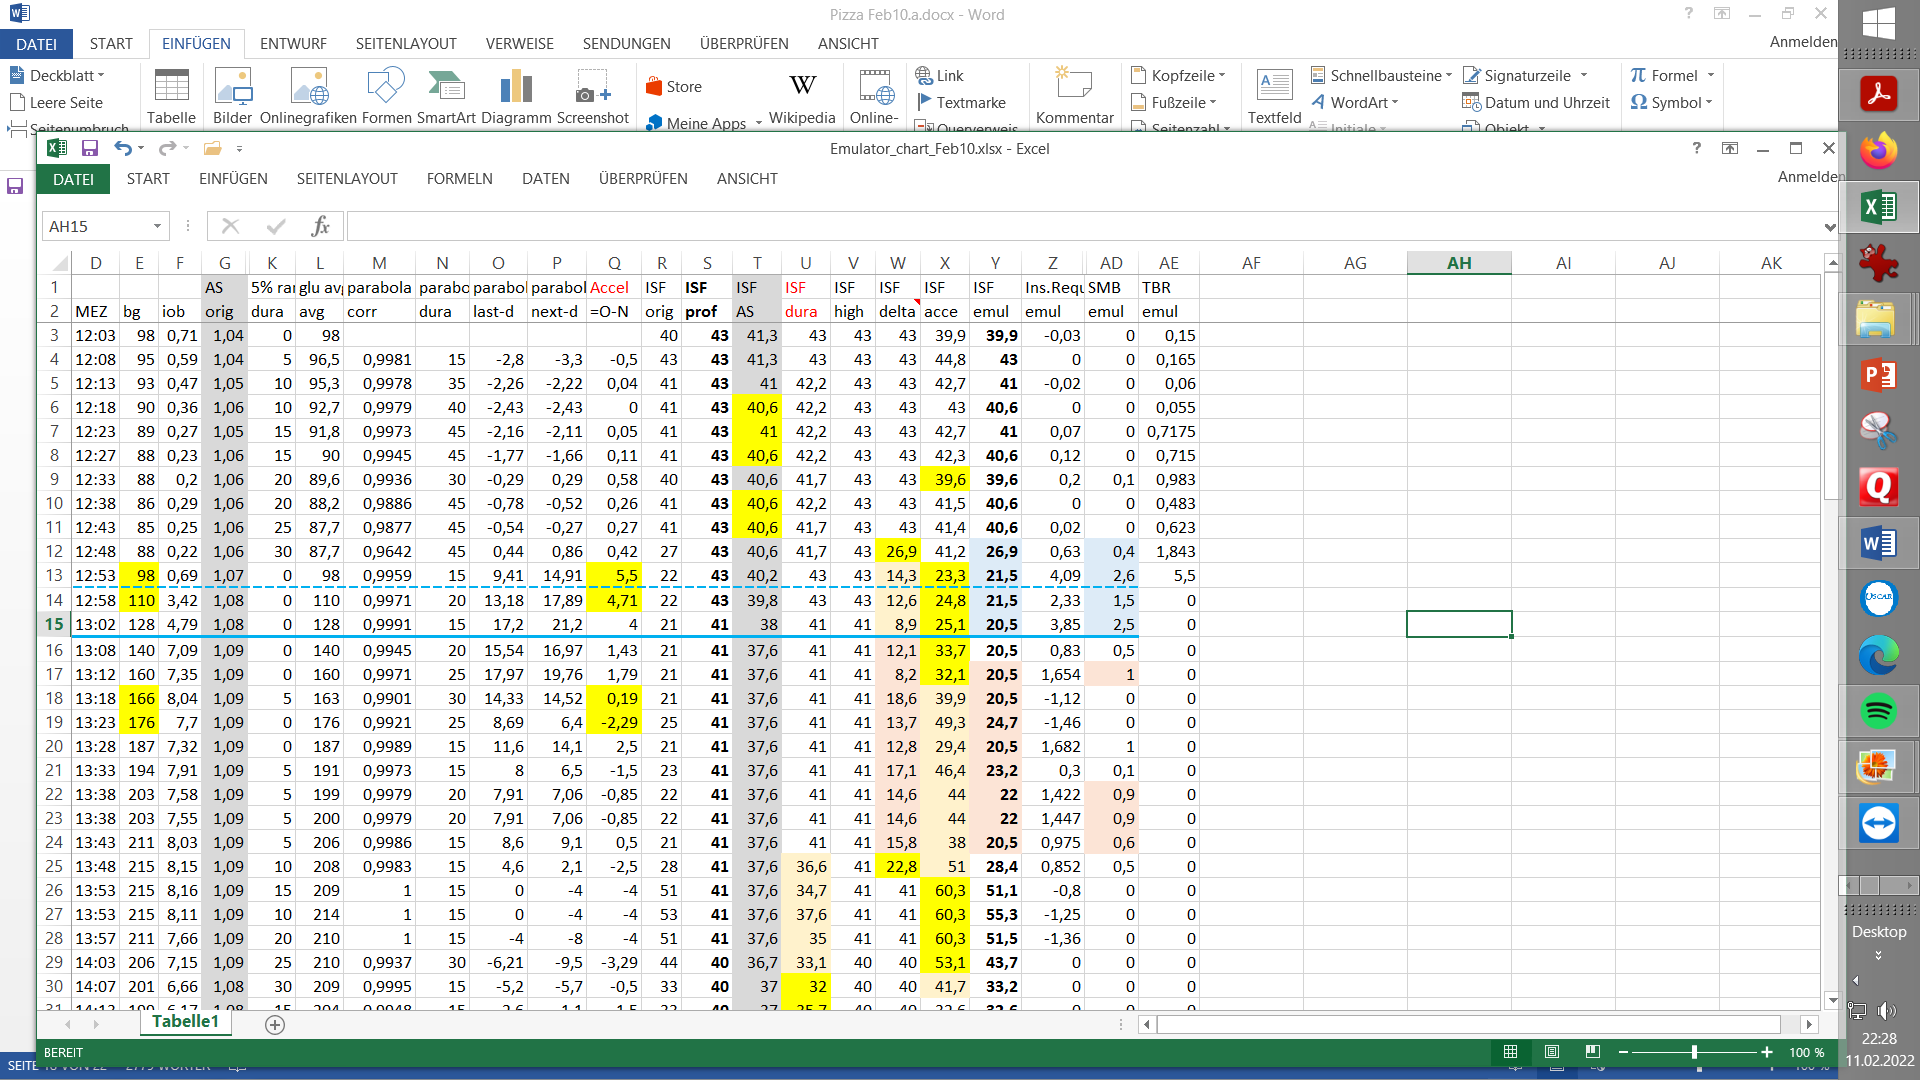 Pizza Feb10.a.docx - Word
DATEI START EINFÜGEN ENTWURF SEITENLAYOUT VERWEISE SENDUNGEN ÜBERPRÜFEN ANSICHT Anmelden
Deckblatt
Leere Seite
Seitenumbruch
Tabelle Bilder Onlinegrafiken Formen SmartArt Diagramm Screenshot
Store
Meine Apps Wikipedia Online-
Link
Textmarke
Querverweis
Kommentar
Kopfzeile
Fußzeile
Seitenzahl
Textfeld
Schnellbausteine
WordArt
Initiale
Signaturzeile
Datum und Uhrzeit
Objekt
Formel
Symbol
Emulator_chart_Feb10.xlsx - Excel
DATEI START EINFÜGEN SEITENLAYOUT FORMELN DATEN ÜBERPRÜFEN ANSICHT Anmelden
AH15 fx
D E F G K L M N O P Q R S T U V W X Y Z AD AE AF AG AH AI AJ AK
1 AS 5% ra glu av parabola parabo parabol parabol Accel ISF ISF ISF ISF ISF ISF ISF ISF Ins.Requ SMB TBR
2 MEZ bg iob orig dura avg corr dura last-d next-d =O-N orig prof AS dura high delta acce emul emul emul emul
3 12:03 98 0,71 1,04 0 98 40 43 41,3 43 43 43 39,9 39,9 -0,03 0 0,15
4 12:08 95 0,59 1,04 5 96,5 0,9981 15 -2,8 -3,3 -0,5 43 43 41,3 43 43 43 44,8 43 0 0 0,165
5 12:13 93 0,47 1,05 10 95,3 0,9978 35 -2,26 -2,22 0,04 41 43 41 42,2 43 43 42,7 41 -0,02 0 0,06
6 12:18 90 0,36 1,06 10 92,7 0,9979 40 -2,43 -2,43 0 41 43 40,6 42,2 43 43 43 40,6 0 0 0,055
7 12:23 89 0,27 1,05 15 91,8 0,9973 45 -2,16 -2,11 0,05 41 43 41 42,2 43 43 42,7 41 0,07 0 0,7175
8 12:27 88 0,23 1,06 15 90 0,9945 45 -1,77 -1,66 0,11 41 43 40,6 42,2 43 43 42,3 40,6 0,12 0 0,715
9 12:33 88 0,2 1,06 20 89,6 0,9936 30 -0,29 0,29 0,58 40 43 40,6 41,7 43 43 39,6 39,6 0,2 0,1 0,983
10 12:38 86 0,29 1,06 20 88,2 0,9886 45 -0,78 -0,52 0,26 41 43 40,6 42,2 43 43 41,5 40,6 0 0 0,483
11 12:43 85 0,25 1,06 25 87,7 0,9877 45 -0,54 -0,27 0,27 41 43 40,6 41,7 43 43 41,4 40,6 0,02 0 0,623
12 12:48 88 0,22 1,06 30 87,7 0,9642 45 0,44 0,86 0,42 27 43 40,6 41,7 43 26,9 41,2 26,9 0,63 0,4 1,843
13 12:53 98 0,69 1,07 0 98 0,9959 15 9,41 14,91 5,5 22 43 40,2 43 43 14,3 23,3 21,5 4,09 2,6 5,5
14 12:58 110 3,42 1,08 0 110 0,9971 20 13,18 17,89 4,71 22 43 39,8 43 43 12,6 24,8 21,5 2,33 1,5 0
15 13:02 128 4,79 1,08 0 128 0,9991 15 17,2 21,2 4 21 41 38 41 41 8,9 25,1 20,5 3,85 2,5 0
16 13:08 140 7,09 1,09 0 140 0,9945 20 15,54 16,97 1,43 21 41 37,6 41 41 12,1 33,7 20,5 0,83 0,5 0
17 13:12 160 7,35 1,09 0 160 0,9971 25 17,97 19,76 1,79 21 41 37,6 41 41 8,2 32,1 20,5 1,654 1 0
18 13:18 166 8,04 1,09 5 163 0,9901 30 14,33 14,52 0,19 21 41 37,6 41 41 18,6 39,9 20,5 -1,12 0 0
19 13:23 176 7,7 1,09 0 176 0,9921 25 8,69 6,4 -2,29 25 41 37,6 41 41 13,7 49,3 24,7 -1,46 0 0
20 13:28 187 7,32 1,09 0 187 0,9989 15 11,6 14,1 2,5 21 41 37,6 41 41 12,8 29,4 20,5 1,682 1 0
21 13:33 194 7,91 1,09 5 191 0,9973 15 8 6,5 -1,5 23 41 37,6 41 41 17,1 46,4 23,2 0,3 0,1 0
22 13:38 203 7,58 1,09 5 199 0,9979 20 7,91 7,06 -0,85 22 41 37,6 41 41 14,6 44 22 1,422 0,9 0
23 13:38 203 7,55 1,09 5 200 0,9979 20 7,91 7,06 -0,85 22 41 37,6 41 41 14,6 44 22 1,447 0,9 0
24 13:43 211 8,03 1,09 5 206 0,9986 15 8,6 9,1 0,5 21 41 37,6 41 41 15,8 38 20,5 0,975 0,6 0
25 13:48 215 8,15 1,09 10 208 0,9983 15 4,6 2,1 -2,5 28 41 37,6 36,6 41 22,8 51 28,4 0,852 0,5 0
26 13:53 215 8,16 1,09 15 209 1 15 0 -4 -4 51 41 37,6 34,7 41 41 60,3 51,1 -0,8 0 0
27 13:53 215 8,11 1,09 10 214 1 15 0 -4 -4 53 41 37,6 37,6 41 41 60,3 55,3 -1,25 0 0
28 13:57 211 7,66 1,09 20 210 1 15 -4 -8 -4 51 41 37,6 35 41 41 60,3 51,5 -1,36 0 0
29 14:03 206 7,15 1,09 25 210 0,9937 30 -6,21 -9,5 -3,29 44 40 36,7 33,1 40 40 53,1 43,7 0 0 0
30 14:07 201 6,66 1,08 30 209 0,9995 15 -5,2 -5,7 -0,5 33 40 37 32 40 40 41,7 33,2 0 0 0
Tabelle1
BEREIT 100 %
Desktop
22:28
11.02.2022